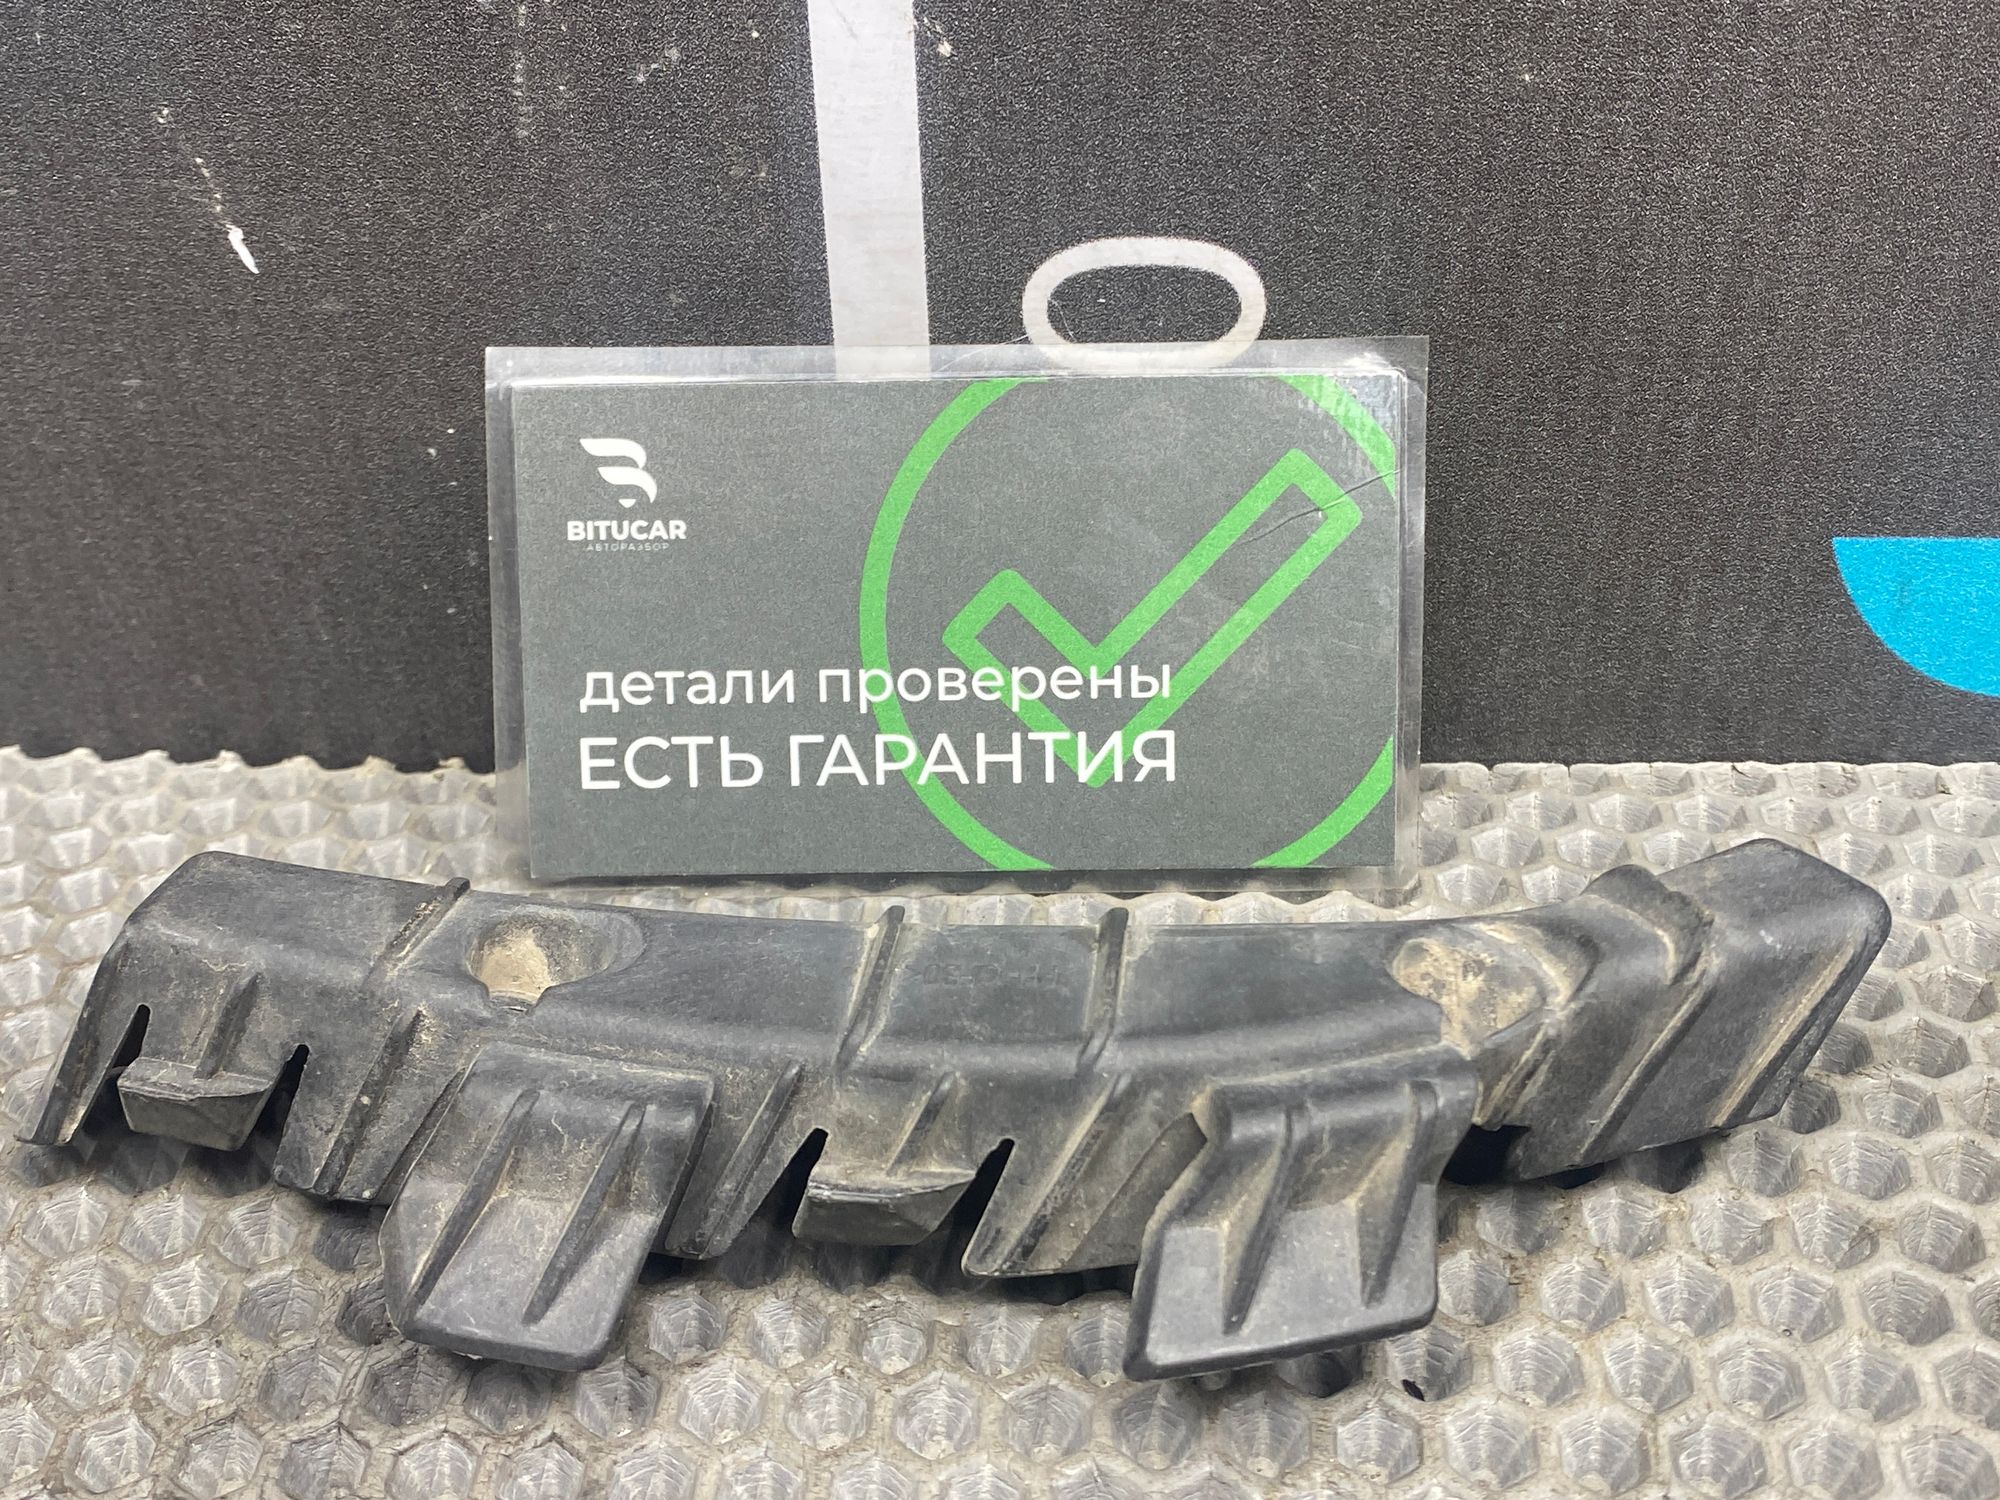 BITUCAR
АВТОРАЗБОР
детали проверены
ЕСТЬ ГАРАНТИЯ